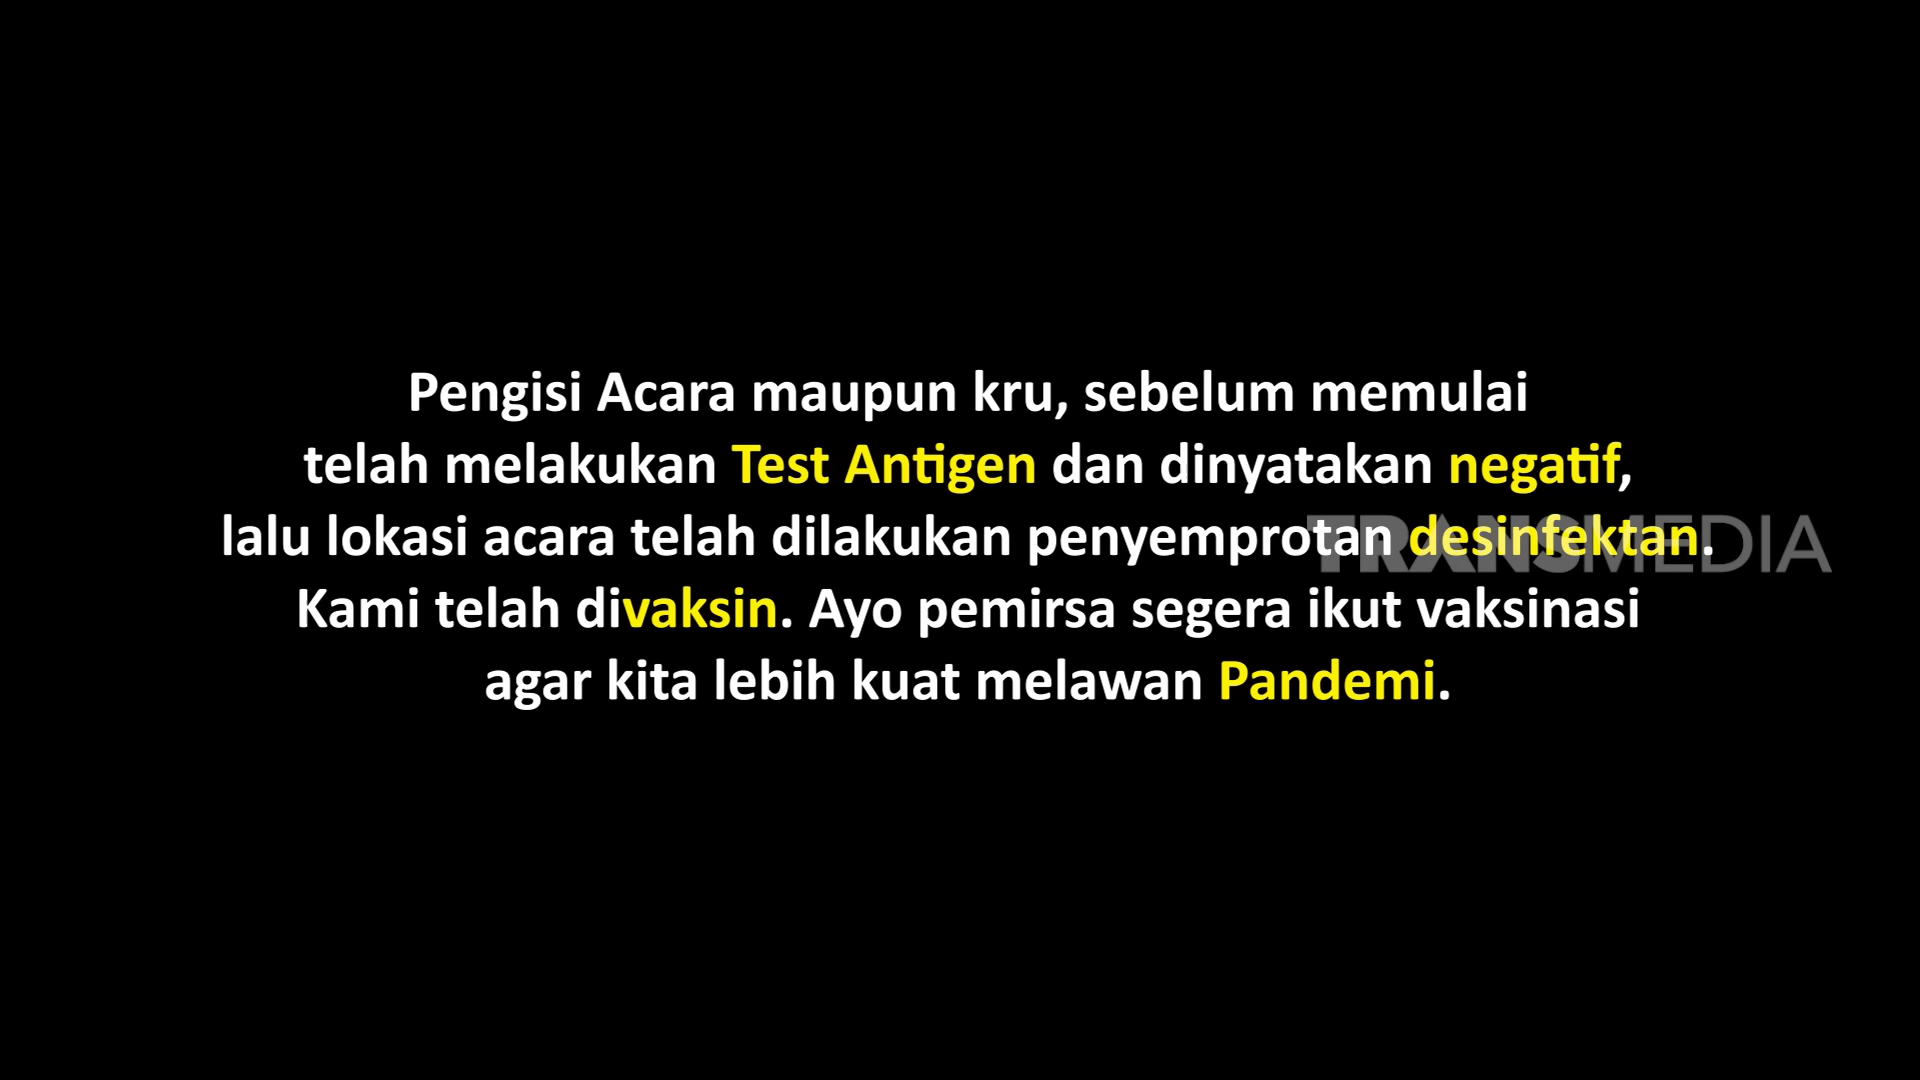 Pengisi Acara maupun kru, sebelum memulai
telah melakukan Test Antigen dan dinyatakan negatif,
lalu lokasi acara telah dilakukan penyemprotan desinfektan.
TRANSMEDIA
Kami telah divaksin. Ayo pemirsa segera ikut vaksinasi
agar kita lebih kuat melawan Pandemi.